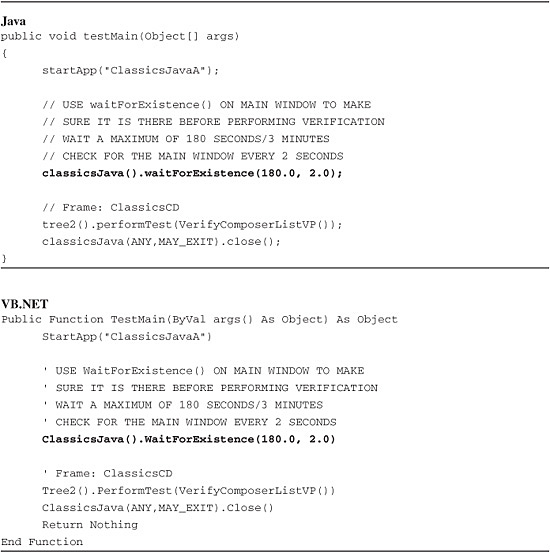 Java
public void testMain(Object[] args)
{
startApp("ClassicsJavaA");
// USE waitForExistence() ON MAIN WINDOW TO MAKE
// SURE IT IS THERE BEFORE PERFORMING VERIFICATION
// WAIT A MAXIMUM OF 180 SECONDS/3 MINUTES
// CHECK FOR THE MAIN WINDOW EVERY 2 SECONDS
classicsJava().waitForExistence(180.0, 2.0);
// Frame: ClassicsCD
tree2().performTest(VerifyComposerListVP());
classicsJava(ANY,MAY_EXIT).close();
}
VB.NET
Public Function TestMain(ByVal args() As Object) As Object
StartApp("ClassicsJavaA")
' USE WaitForExistence() ON MAIN WINDOW TO MAKE
' SURE IT IS THERE BEFORE PERFORMING VERIFICATION
' WAIT A MAXIMUM OF 180 SECONDS/3 MINUTES
' CHECK FOR THE MAIN WINDOW EVERY 2 SECONDS
ClassicsJava().WaitForExistence(180.0, 2.0)
' Frame: ClassicsCD
Tree2().PerformTest(VerifyComposerListVP())
ClassicsJava(ANY,MAY_EXIT).Close()
Return Nothing
End Function